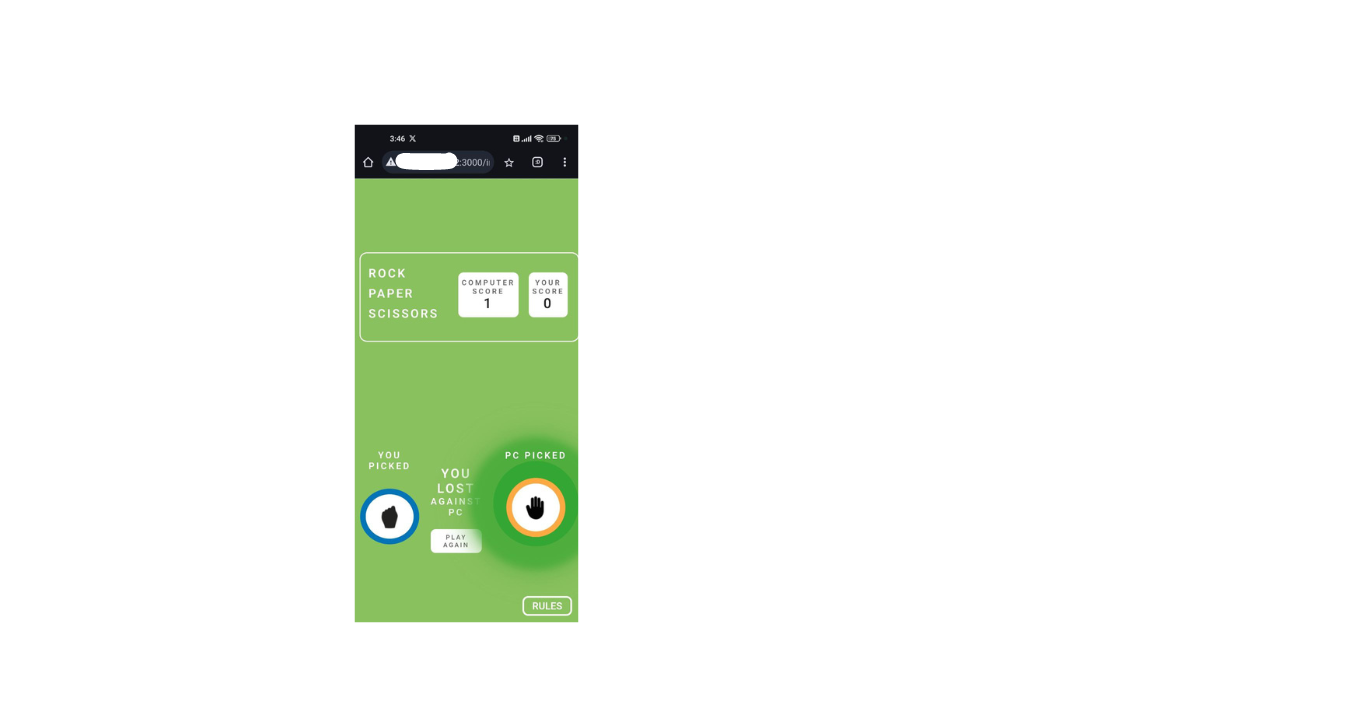 3:46 X
:3000/i
ROCK
PAPER
SCISSORS
COMPUTER
SCORE
1
YOUR
SCORE
0
YOU
PICKED
YOU
LOST
AGAINST
PC
PLAY
AGAIN
PC PICKED
RULES